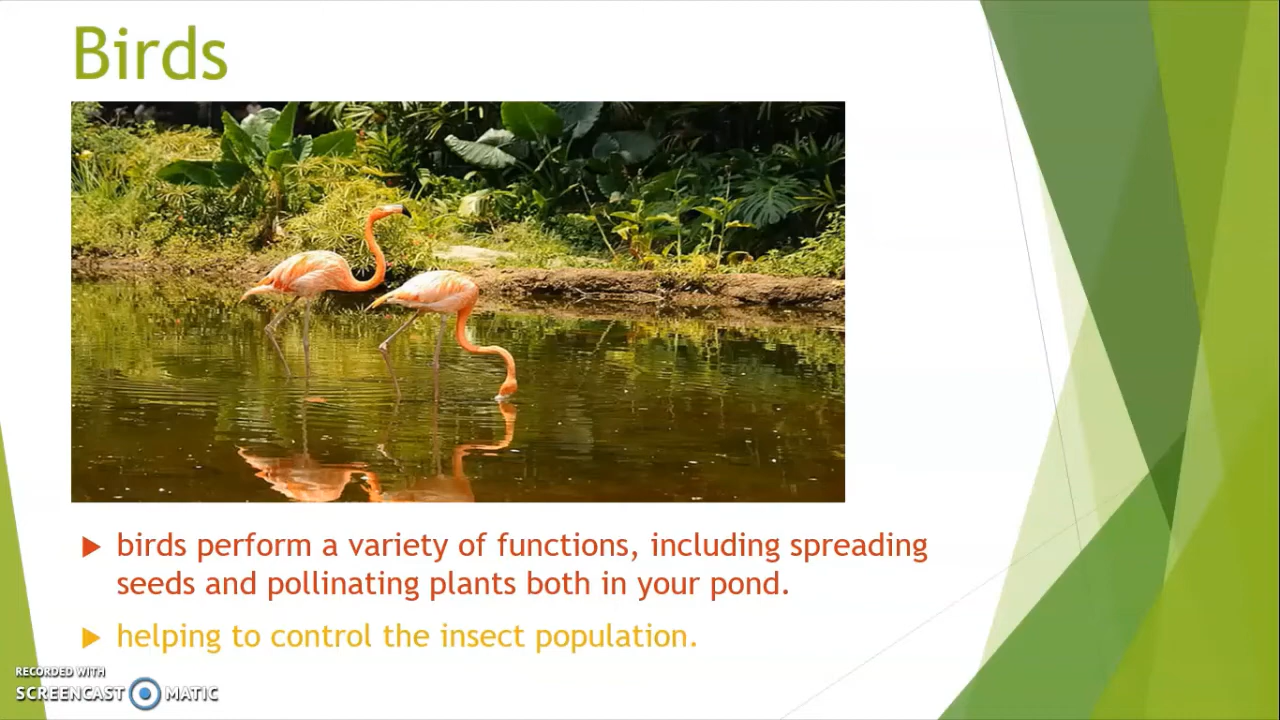 Birds
birds perform a variety of functions, including spreading
seeds and pollinating plants both in your pond.
helping to control the insect population.
RECORDED WITH
SCREENCAST MATIC